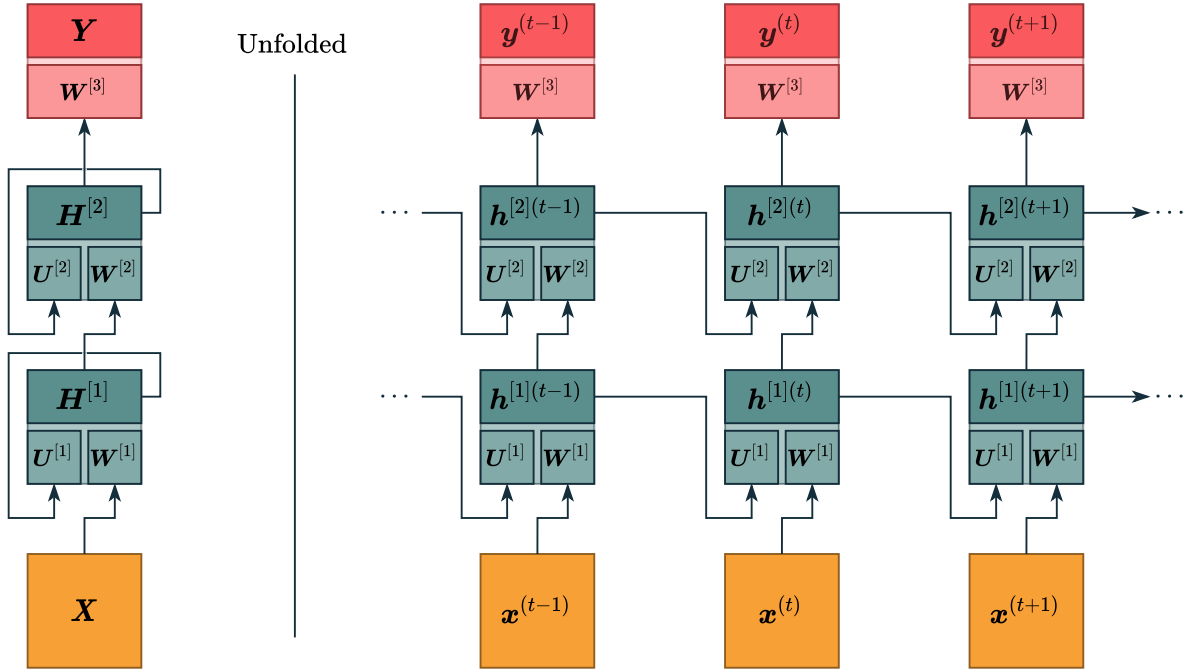 Y
W^[3]
H^[2]
U^[2] W^[2]
H^[1]
U^[1] W^[1]
X
Unfolded
y^(t−1) y^(t) y^(t+1)
W^[3] W^[3] W^[3]
··· h^[2](t−1) h^[2](t) h^[2](t+1) ···
U^[2] W^[2] U^[2] W^[2] U^[2] W^[2]
··· h^[1](t−1) h^[1](t) h^[1](t+1) ···
U^[1] W^[1] U^[1] W^[1] U^[1] W^[1]
x^(t−1) x^(t) x^(t+1)